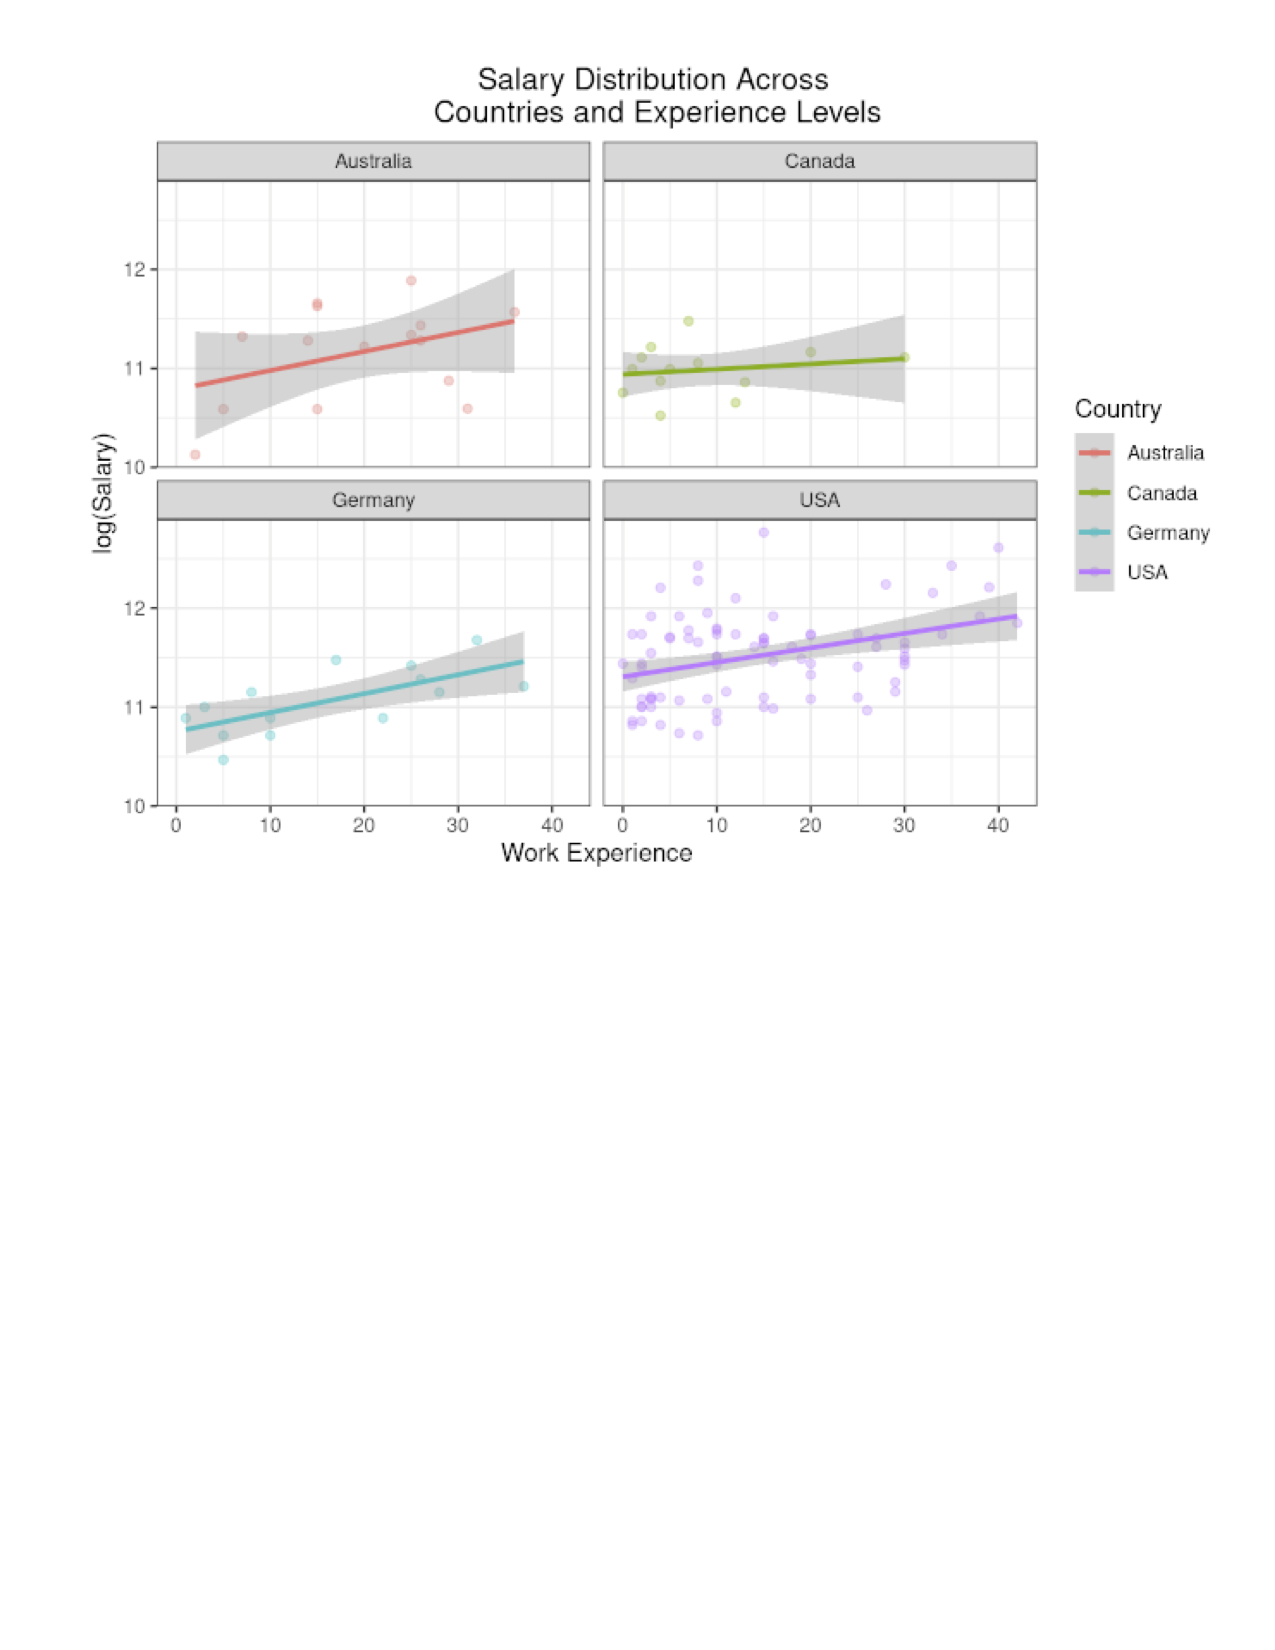 Salary Distribution Across
Countries and Experience Levels
Australia
Canada
12
11
10
Germany
USA
12
11
10
0
10
20
30
40
0
10
20
30
40
log(Salary)
Work Experience
Country
Australia
Canada
Germany
USA